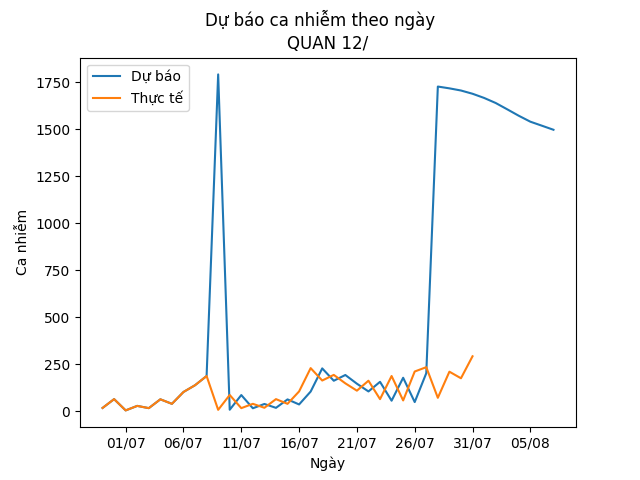 Dự báo ca nhiễm theo ngày
QUAN 12/
Dự báo
Thực tế
Ca nhiễm
1750
1500
1250
1000
750
500
250
0
01/07 06/07 11/07 16/07 21/07 26/07 31/07 05/08
Ngày